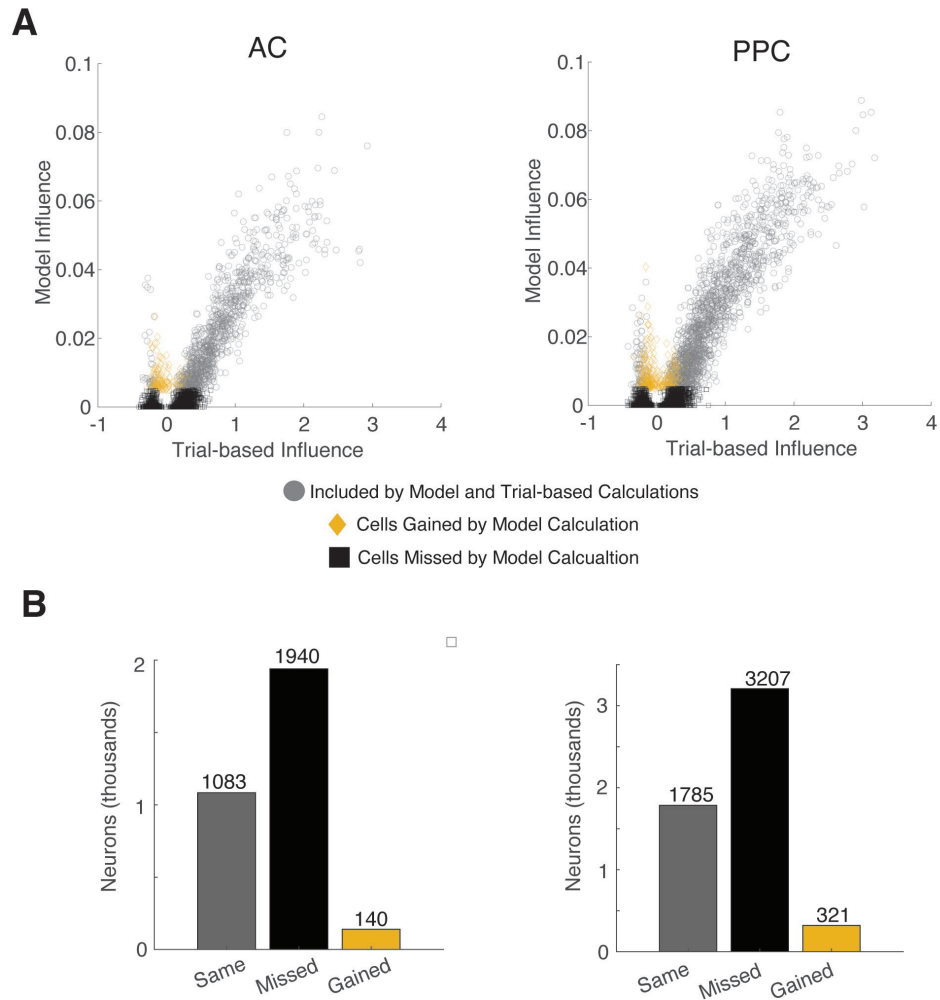 A
AC
PPC
0.1
0.08
0.06
0.04
0.02
0
-1
0
1
2
3
4
Model Influence
Trial-based Influence
0.1
0.08
0.06
0.04
0.02
0
-1
0
1
2
3
4
Model Influence
Trial-based Influence
Included by Model and Trial-based Calculations
Cells Gained by Model Calculation
Cells Missed by Model Calcualtion
B
2
1
0
Neurons (thousands)
1083
1940
140
Same
Missed
Gained
3
2
1
0
Neurons (thousands)
1785
3207
321
Same
Missed
Gained